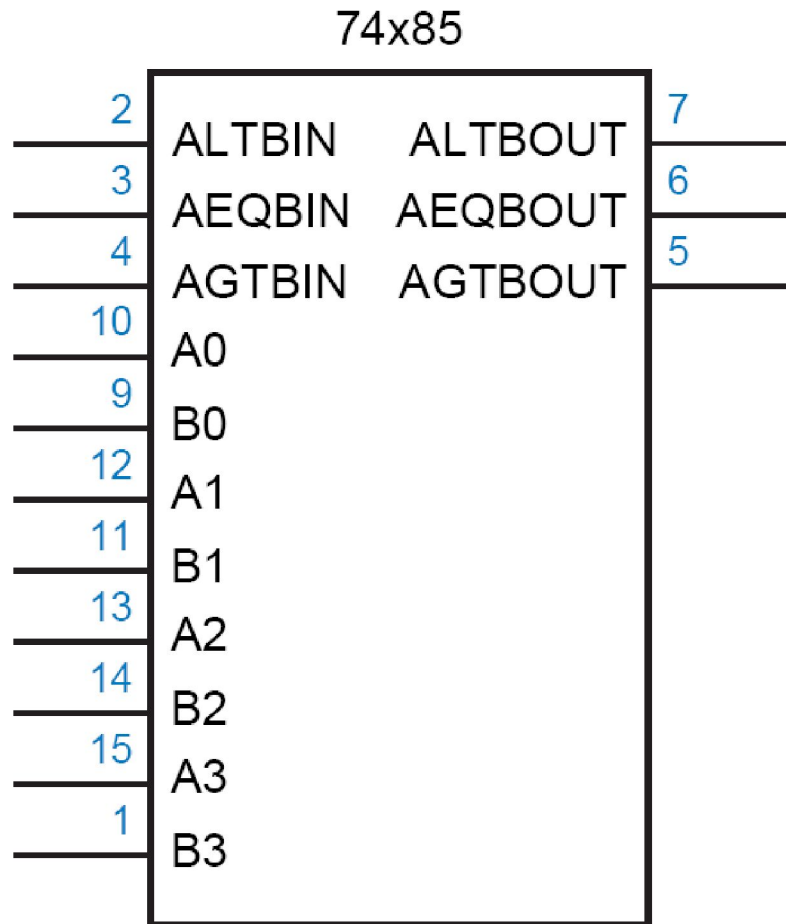 74x85
2 ALTBIN ALTBOUT 7
3 AEQBIN AEQBOUT 6
4 AGTBIN AGTBOUT 5
10 A0
9 B0
12 A1
11 B1
13 A2
14 B2
15 A3
1 B3